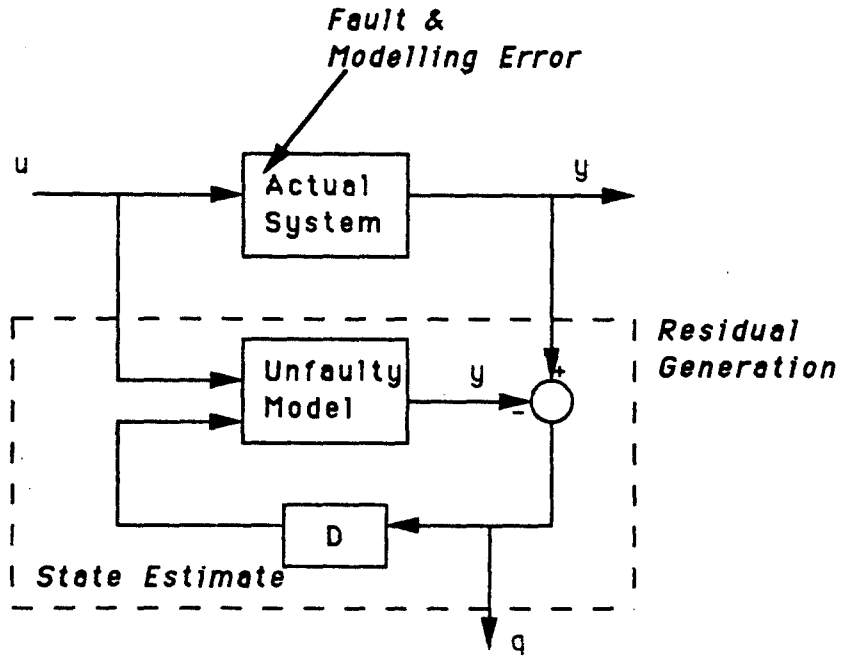 Fault &
Modelling Error
u
Actual
System
y
Residual
Generation
Unfaulty
Model
y
+
-
D
State Estimate
q